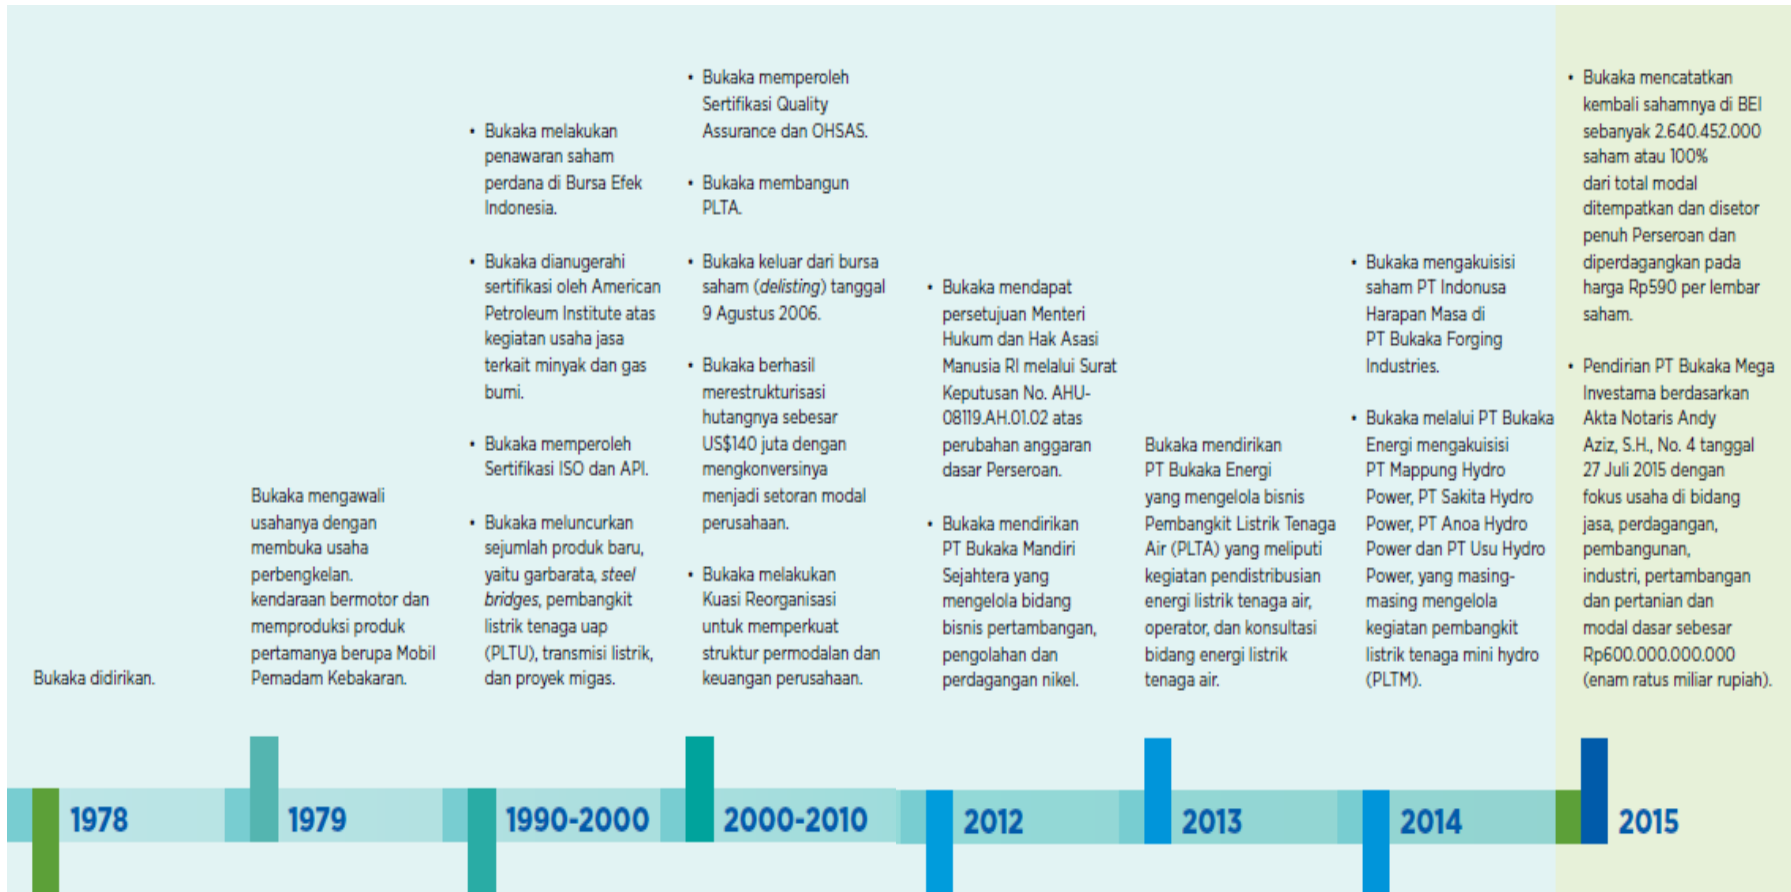 Bukaka didirikan.
1978
Bukaka mengawali
usahanya dengan
membuka usaha
perbengkelan.
kendaraan bermotor dan
memproduksi produk
pertamanya berupa Mobil
Pemadam Kebakaran.
1979
• Bukaka melakukan
penawaran saham
perdana di Bursa Efek
Indonesia.
• Bukaka dianugerahi
sertifikasi oleh American
Petroleum Institute atas
kegiatan usaha jasa
terkait minyak dan gas
bumi.
• Bukaka memperoleh
Sertifikasi ISO dan API.
• Bukaka meluncurkan
sejumlah produk baru,
yaitu garbarata, steel
bridges, pembangkit
listrik tenaga uap
(PLTU), transmisi listrik,
dan proyek migas.
1990-2000
• Bukaka memperoleh
Sertifikasi Quality
Assurance dan OHSAS.
• Bukaka membangun
PLTA.
• Bukaka keluar dari bursa
saham (delisting) tanggal
9 Agustus 2006.
• Bukaka berhasil
merestrukturisasi
hutangnya sebesar
US$140 juta dengan
mengkonversinya
menjadi setoran modal
perusahaan.
• Bukaka melakukan
Kuasi Reorganisasi
untuk memperkuat
struktur permodalan dan
keuangan perusahaan.
2000-2010
• Bukaka mendapat
persetujuan Menteri
Hukum dan Hak Asasi
Manusia RI melalui Surat
Keputusan No. AHU-
08119.AH.01.02 atas
perubahan anggaran
dasar Perseroan.
• Bukaka mendirikan
PT Bukaka Mandiri
Sejahtera yang
mengelola bidang
bisnis pertambangan,
pengolahan dan
perdagangan nikel.
2012
Bukaka mendirikan
PT Bukaka Energi
yang mengelola bisnis
Pembangkit Listrik Tenaga
Air (PLTA) yang meliputi
kegiatan pendistribusian
energi listrik tenaga air,
operator, dan konsultasi
bidang energi listrik
tenaga air.
2013
• Bukaka mengakuisisi
saham PT Indonusa
Harapan Masa di
PT Bukaka Forging
Industries.
• Bukaka melalui PT Bukaka
Energi mengakuisisi
PT Mappung Hydro
Power, PT Sakita Hydro
Power, PT Anoa Hydro
Power dan PT Usu Hydro
Power, yang masing-
masing mengelola
kegiatan pembangkit
listrik tenaga mini hydro
(PLTM).
2014
• Bukaka mencatatkan
kembali sahamnya di BEI
sebanyak 2.640.452.000
saham atau 100%
dari total modal
ditempatkan dan disetor
penuh Perseroan dan
diperdagangkan pada
harga Rp590 per lembar
saham.
• Pendirian PT Bukaka Mega
Investama berdasarkan
Akta Notaris Andy
Aziz, S.H., No. 4 tanggal
27 Juli 2015 dengan
fokus usaha di bidang
jasa, perdagangan,
pembangunan,
industri, pertambangan
dan pertanian dan
modal dasar sebesar
Rp600.000.000.000
(enam ratus miliar rupiah).
2015